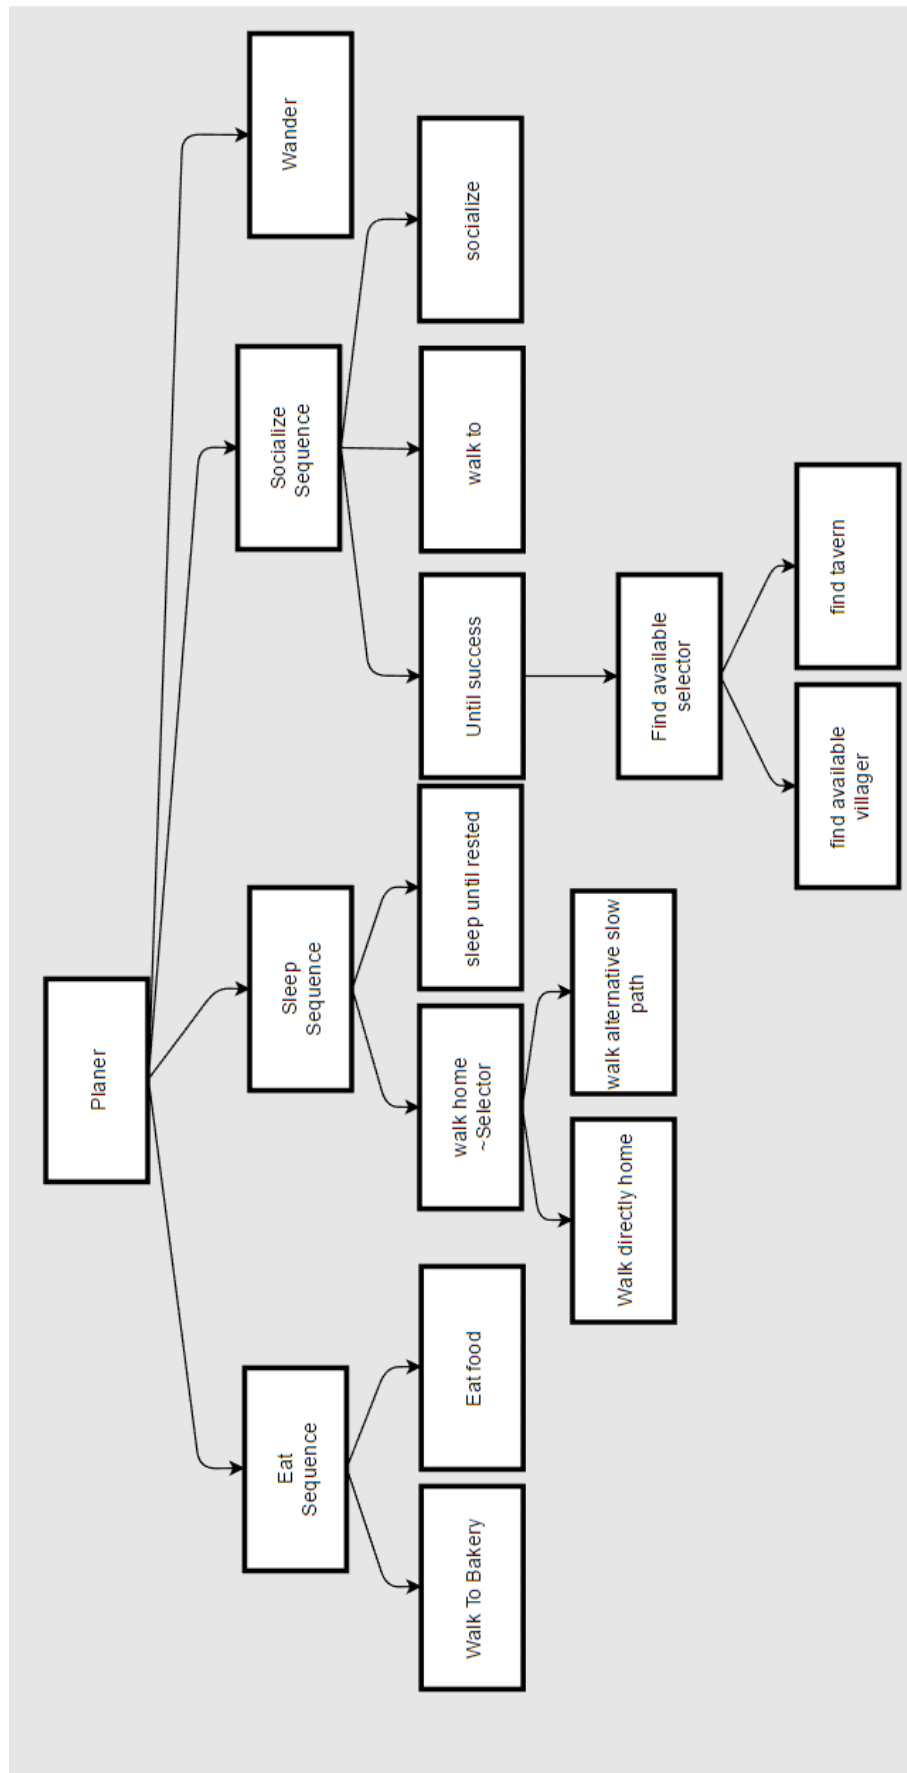 Planer
Eat
Sequence
Sleep
Sequence
Socialize
Sequence
Wander
Walk To Bakery
Eat food
walk home
~Selector
sleep until rested
Until success
walk to
socialize
Walk directly home
walk alternative slow
path
Find available
selector
find available
villager
find tavern